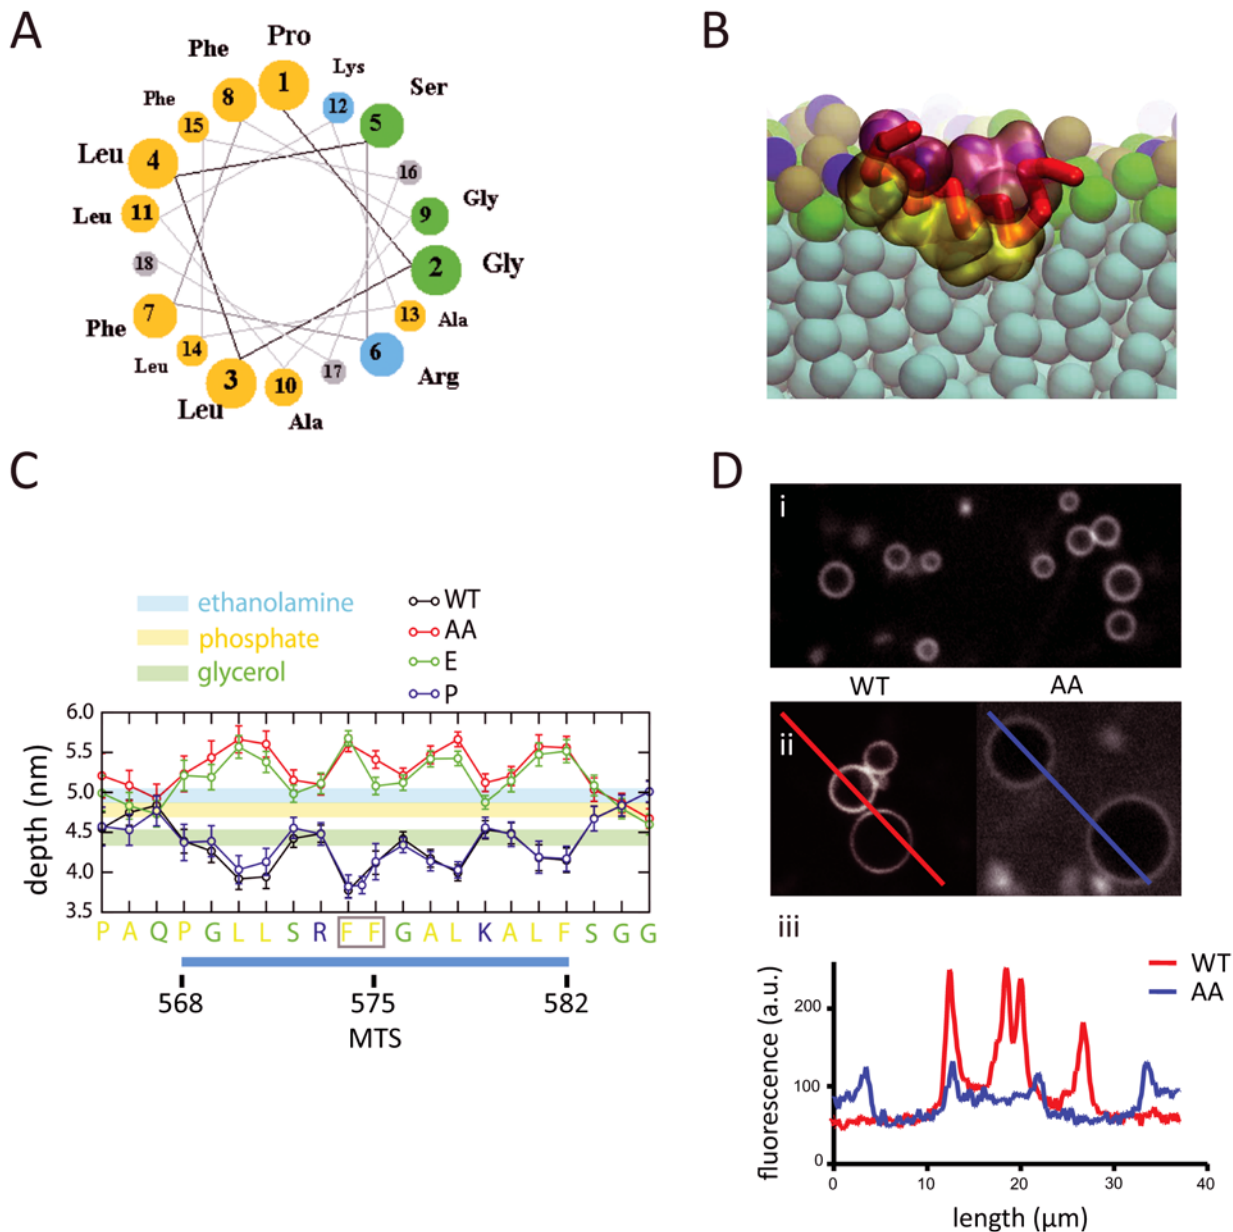 A
Pro
Phe
Lys
Ser
1
8
12
5
Phe
15
Leu
4
16
Leu
11
9
Gly
18
2
Gly
Phe
7
13
Ala
14
6
Arg
Leu
3
10
17
Leu
Ala
B
C
ethanolamine
phosphate
glycerol
WT
AA
E
P
6.0
5.5
5.0
4.5
4.0
3.5
depth (nm)
P A Q P G L L S R F F G A L K A L F S G G
568 575 582
MTS
D
i
WT AA
ii
iii
WT
AA
200
100
0
fluorescence (a.u.)
0 10 20 30 40
length (μm)